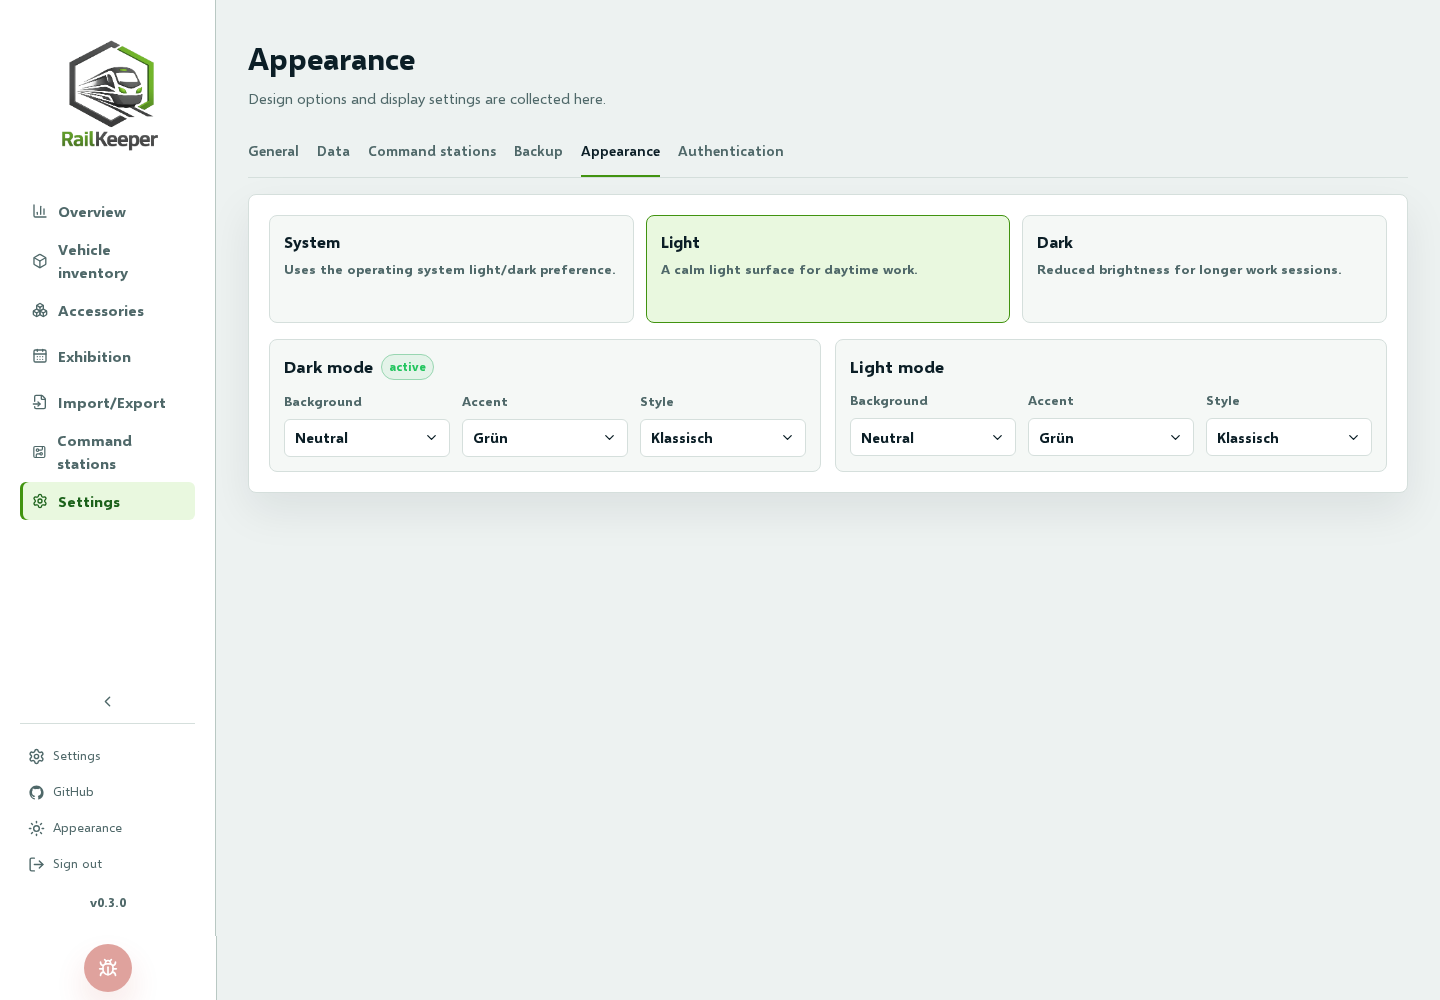 RailKeeper
Overview
Vehicle
inventory
Accessories
Exhibition
Import/Export
Command
stations
Settings
Settings
GitHub
Appearance
Sign out
v0.3.0
Appearance
Design options and display settings are collected here.
General Data Command stations Backup Appearance Authentication
System
Uses the operating system light/dark preference.
Light
A calm light surface for daytime work.
Dark
Reduced brightness for longer work sessions.
Dark mode active
Background Accent Style
Neutral Grün Klassisch
Light mode
Background Accent Style
Neutral Grün Klassisch